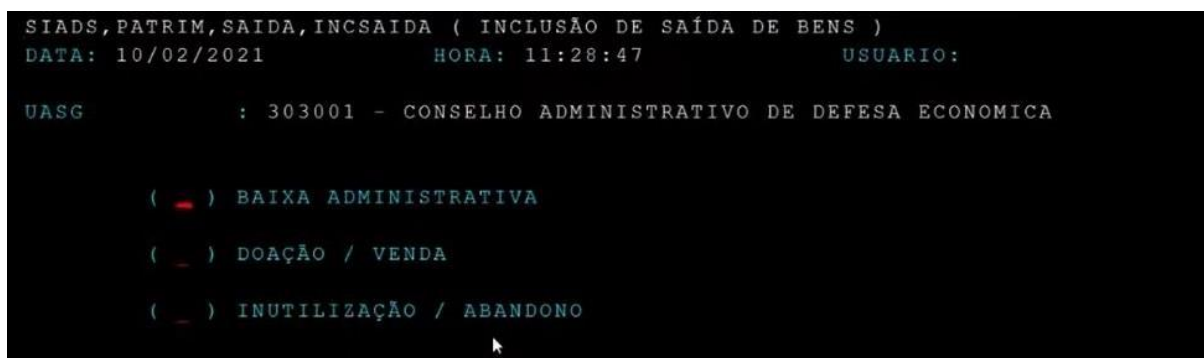 SIADS,PATRIM,SAIDA,INCSAIDA ( INCLUSÃO DE SAÍDA DE BENS )
DATA: 10/02/2021 HORA: 11:28:47 USUARIO:
UASG : 303001 - CONSELHO ADMINISTRATIVO DE DEFESA ECONOMICA
( _ ) BAIXA ADMINISTRATIVA
( _ ) DOAÇÃO / VENDA
( _ ) INUTILIZAÇÃO / ABANDONO